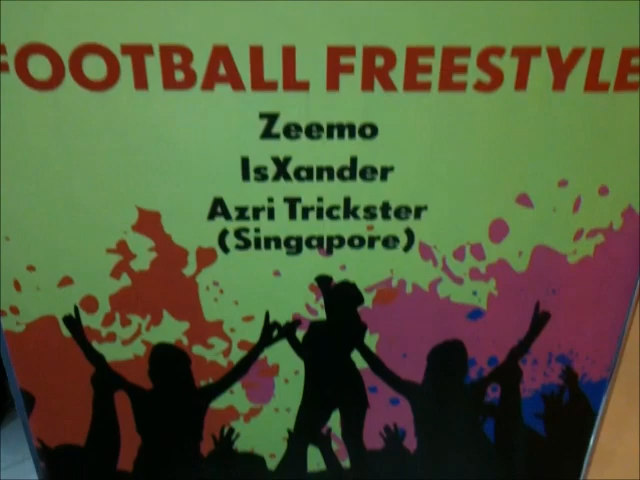 FOOTBALL FREESTYLE
Zeemo
IsXander
Azri Trickster
(Singapore)